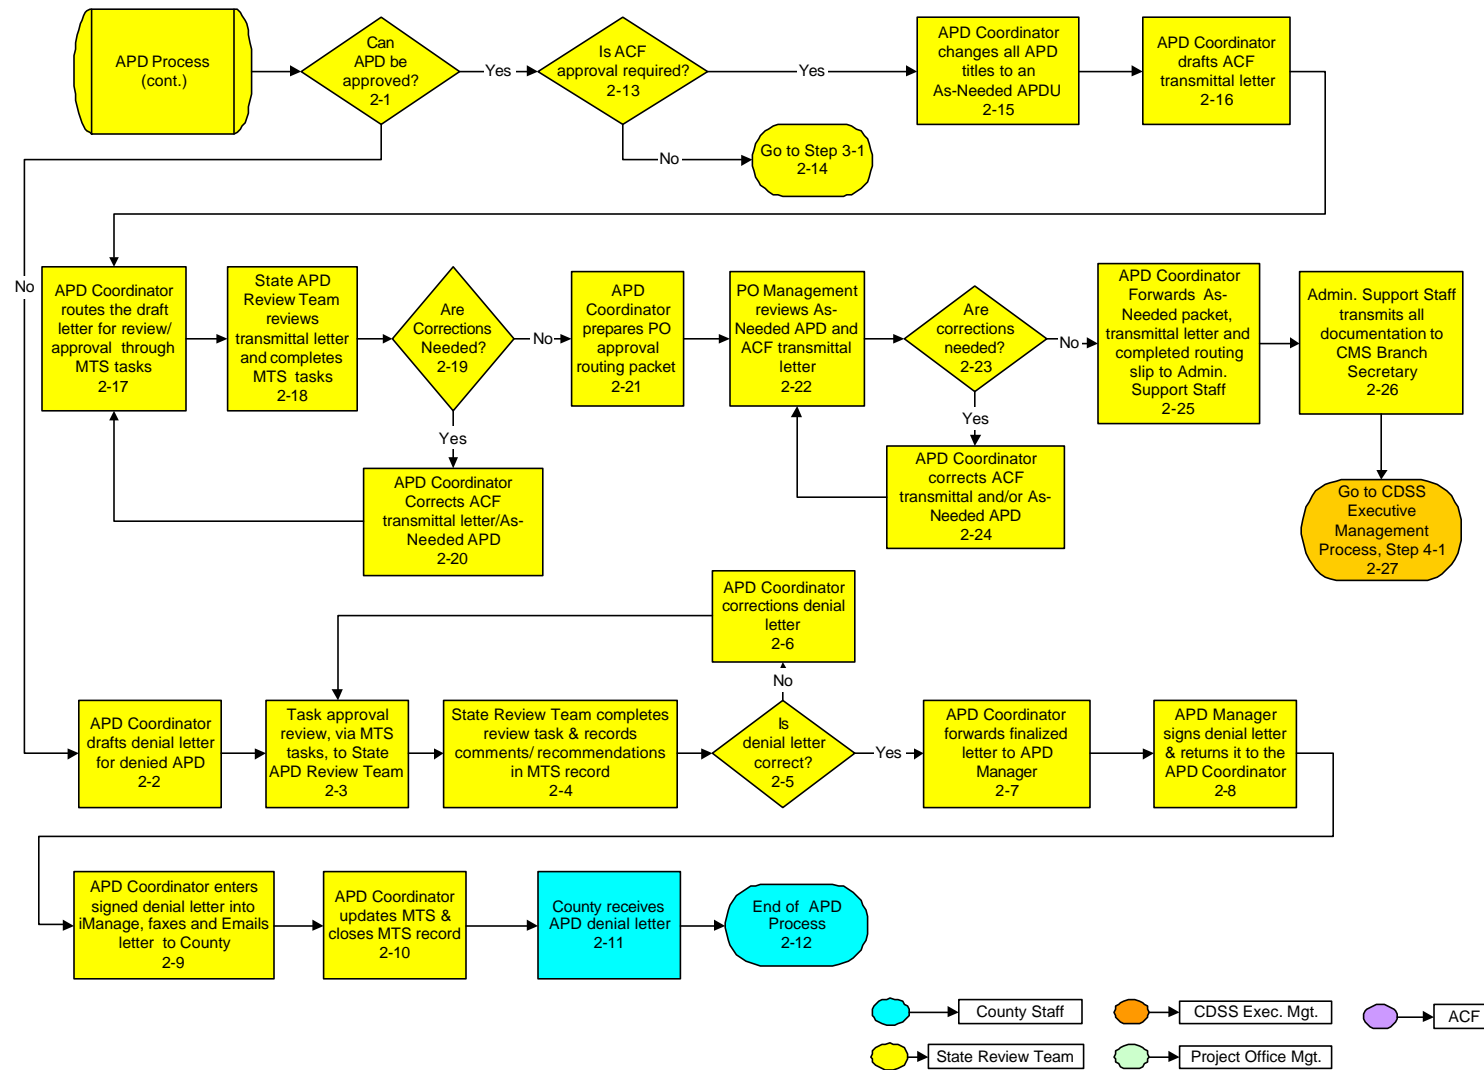 APD Process
(cont.)
Can
APD be
approved?
2-1
Yes
Is ACF
approval required?
2-13
Yes
APD Coordinator
changes all APD
titles to an
As-Needed APDU
2-15
APD Coordinator
drafts ACF
transmittal letter
2-16
No
Go to Step 3-1
2-14
No
APD Coordinator
routes the draft
letter for review/
approval through
MTS tasks
2-17
State APD
Review Team
reviews
transmittal letter
and completes
MTS tasks
2-18
Are
Corrections
Needed?
2-19
No
APD
Coordinator
prepares PO
approval
routing packet
2-21
PO Management
reviews As-
Needed APD and
ACF transmittal
letter
2-22
Are
corrections
needed?
2-23
No
APD Coordinator
Forwards As-
Needed packet,
transmittal letter and
completed routing
slip to Admin.
Support Staff
2-25
Admin. Support Staff
transmits all
documentation to
CMS Branch
Secretary
2-26
Yes
APD Coordinator
Corrects ACF
transmittal letter/As-
Needed APD
2-20
Yes
APD Coordinator
corrects ACF
transmittal and/or As-
Needed APD
2-24
Go to CDSS
Executive
Management
Process, Step 4-1
2-27
APD Coordinator
corrections denial
letter
2-6
No
APD Coordinator
drafts denial letter
for denied APD
2-2
Task approval
review, via MTS
tasks, to State
APD Review Team
2-3
State Review Team completes
review task & records
comments/ recommendations
in MTS record
2-4
Is
denial letter
correct?
2-5
Yes
APD Coordinator
forwards finalized
letter to APD
Manager
2-7
APD Manager
signs denial letter
& returns it to the
APD Coordinator
2-8
APD Coordinator enters
signed denial letter into
iManage, faxes and Emails
letter to County
2-9
APD Coordinator
updates MTS &
closes MTS record
2-10
County receives
APD denial letter
2-11
End of APD
Process
2-12
County Staff
CDSS Exec. Mgt.
ACF
State Review Team
Project Office Mgt.